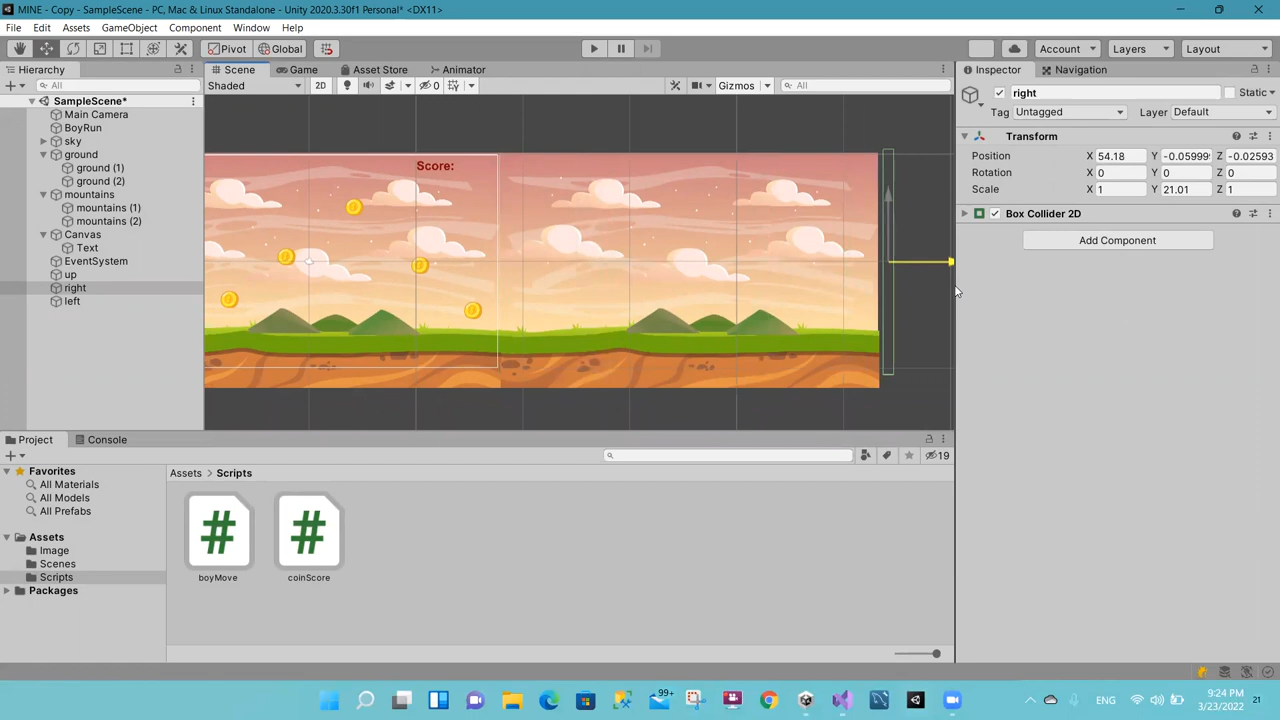 MINE - Copy - SampleScene - PC, Mac & Linux Standalone - Unity 2020.3.30f1 Personal* <DX11>
File Edit Assets GameObject Component Window Help
Pivot Global Account Layers Layout
Hierarchy Scene Game Asset Store Animator Inspector Navigation
All Shaded 2D 0 Gizmos All right Static
SampleScene*
Tag Untagged Layer Default
Main Camera
BoyRun
Transform
sky
ground
Position X 54.18 Y -0.05999 Z -0.02593
ground (1)
Rotation X 0 Y 0 Z 0
ground (2)
Scale X 1 Y 21.01 Z 1
mountains
mountains (1)
Box Collider 2D
mountains (2)
Canvas
Add Component
Text
EventSystem
up
right
left
Score:
Project Console
19
Favorites
Assets > Scripts
All Materials
All Models
All Prefabs
Assets
Image
Scenes
Scripts
Packages
boyMove coinScore
99+
ENG
9:24 PM
3/23/2022
21